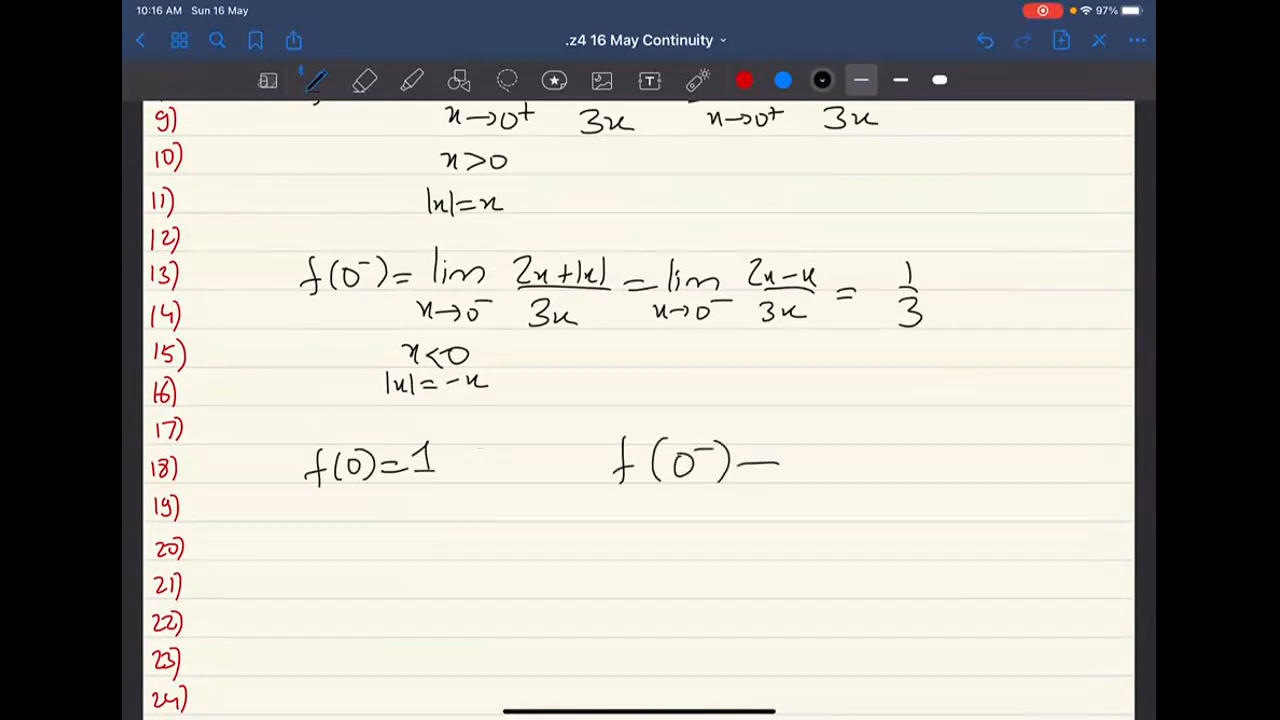 10:16 AM Sun 16 May 97%
.z4 16 May Continuity
9) x→0⁺ 3x x→0⁺ 3x
10) x>0
11) |x|=x
12)
13) f(0⁻)= lim 2x+|x| = lim 2x-x = 1
14) x→0⁻ 3x x→0⁻ 3x 3
15) x<0
16) |x|=-x
17)
18) f(0)=1 f(0⁻)—
19)
20)
21)
22)
23)
24)